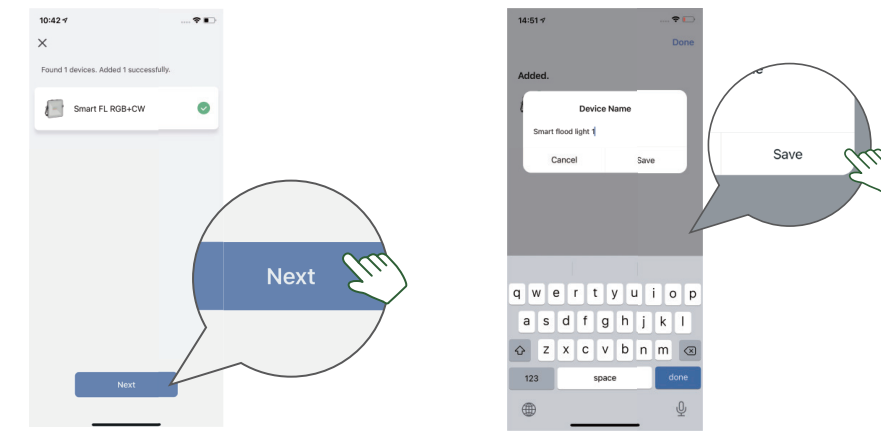 10:42
Found 1 devices. Added 1 successfully.
Smart FL RGB+CW
Next
Next
14:51
Done
Added.
Device Name
Smart flood light 1
Cancel
Save
Save
q w e r t y u i o p
a s d f g h j k l
z x c v b n m
123
space
done